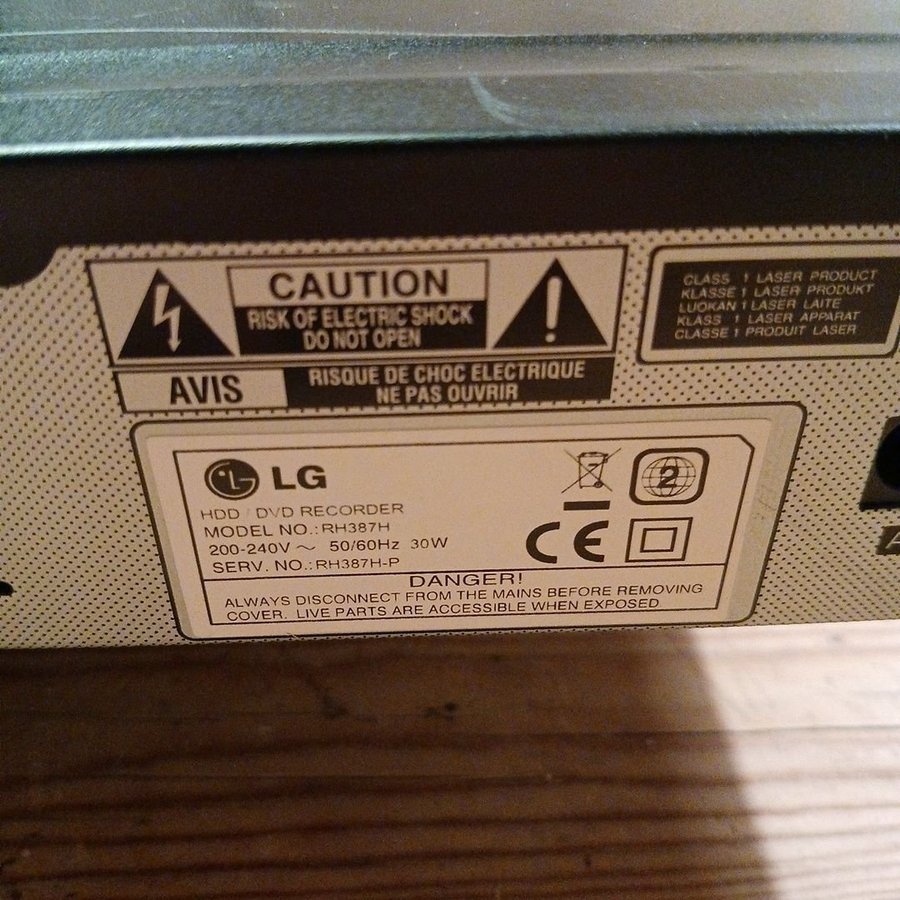 CAUTION
RISK OF ELECTRIC SHOCK
DO NOT OPEN
AVIS
RISQUE DE CHOC ELECTRIQUE
NE PAS OUVRIR
CLASS 1 LASER PRODUCT
KLASSE 1 LASER PRODUKT
LUOKAN 1 LASER LAITE
KLASS 1 LASER APPARAT
CLASSE 1 PRODUIT LASER
LG
HDD / DVD RECORDER
MODEL NO.: RH387H
200-240V ~ 50/60Hz 30W
SERV. NO.: RH387H-P
2
CE
DANGER!
ALWAYS DISCONNECT FROM THE MAINS BEFORE REMOVING
COVER. LIVE PARTS ARE ACCESSIBLE WHEN EXPOSED